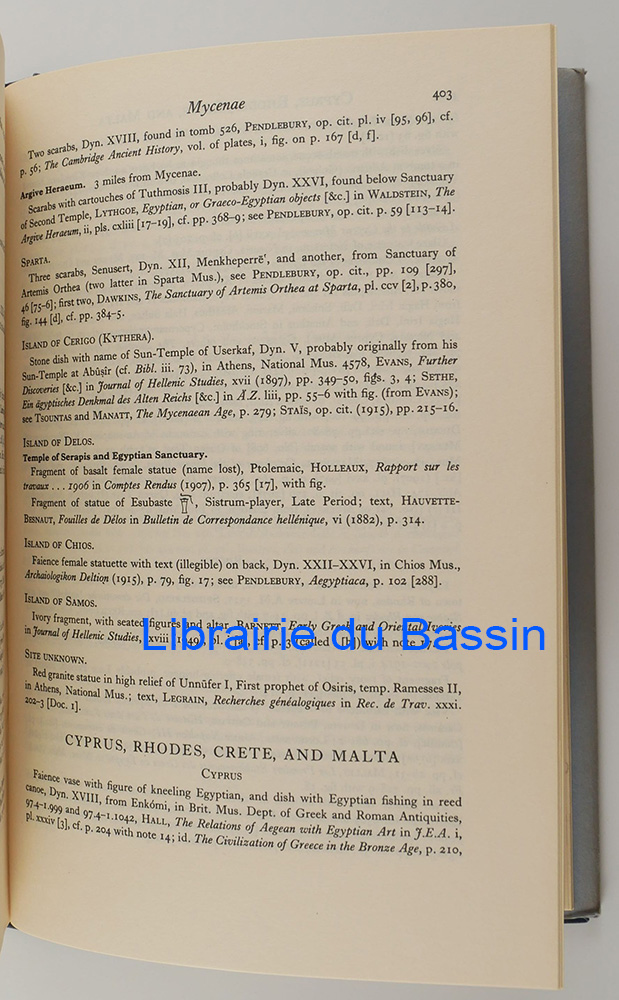 Mycenae 403
Two scarabs, Dyn. XVIII, found in tomb 526, PENDLEBURY, op. cit. pl. iv [95, 96], cf.
p. 56; The Cambridge Ancient History, vol. of plates, i, fig. on p. 167 [d, f].
Argive Heraeum. 3 miles from Mycenae.
Scarabs with cartouches of Tuthmosis III, probably Dyn. XXVI, found below Sanctuary
of Second Temple, LYTHGOE, Egyptian, or Graeco-Egyptian objects [&c.] in WALDSTEIN, The
Argive Heraeum, ii, pls. cxliii [17–19], cf. pp. 368–9; see PENDLEBURY, op. cit. p. 59 [113–14].
SPARTA.
Three scarabs, Senusert, Dyn. XII, Menkheperrē', and another, from Sanctuary of
Artemis Orthea (two latter in Sparta Mus.), see PENDLEBURY, op. cit., pp. 109 [297],
46 [75–6]; first two, DAWKINS, The Sanctuary of Artemis Orthea at Sparta, pl. ccv [2], p. 380,
fig. 144 [d], cf. pp. 384–5.
ISLAND OF CERIGO (KYTHERA).
Stone dish with name of Sun-Temple of Userkaf, Dyn. V, probably originally from his
Sun-Temple at Abûṣîr (cf. Bibl. iii. 73), in Athens, National Mus. 4578, EVANS, Further
Discoveries [&c.] in Journal of Hellenic Studies, xvii (1897), pp. 349–50, figs. 3, 4; SETHE,
Ein ägyptisches Denkmal des Alten Reichs [&c.] in Ä.Z. liii, pp. 55–6 with fig. (from EVANS);
see TSOUNTAS and MANATT, The Mycenaean Age, p. 279; STAÏS, op. cit. (1915), pp. 215–16.
ISLAND OF DELOS.
Temple of Serapis and Egyptian Sanctuary.
Fragment of basalt female statue (name lost), Ptolemaic, HOLLEAUX, Rapport sur les
travaux . . . 1906 in Comptes Rendus (1907), p. 365 [17], with fig.
Fragment of statue of Esubaste , Sistrum-player, Late Period; text, HAUVETTE-
BESNAUT, Fouilles de Délos in Bulletin de Correspondance hellénique, vi (1882), p. 314.
ISLAND OF CHIOS.
Faience female statuette with text (illegible) on back, Dyn. XXII–XXVI, in Chios Mus.,
Archaiologikon Deltion (1915), p. 79, fig. 17; see PENDLEBURY, Aegyptiaca, p. 102 [288].
ISLAND OF SAMOS.
Ivory fragment, with seated figures and altar, BARNETT, Early Greek and Oriental Ivories
in Journal of Hellenic Studies, xviii 1949, pl. cf. p. (called [b]) with note 17
Librairie du Bassin
SITE UNKNOWN.
Red granite statue in high relief of Unnûfer I, First prophet of Osiris, temp. Ramesses II,
in Athens, National Mus.; text, LEGRAIN, Recherches généalogiques in Rec. de Trav. xxxi.
202–3 [Doc. 1].
CYPRUS, RHODES, CRETE, AND MALTA
CYPRUS
Faience vase with figure of kneeling Egyptian, and dish with Egyptian fishing in reed
canoe, Dyn. XVIII, from Enkómi, in Brit. Mus. Dept. of Greek and Roman Antiquities,
97.4–1.999 and 97.4–1.1042, HALL, The Relations of Aegean with Egyptian Art in J.E.A. i,
pl. xxxiv [3], cf. p. 204 with note 14; id. The Civilization of Greece in the Bronze Age, p. 210,